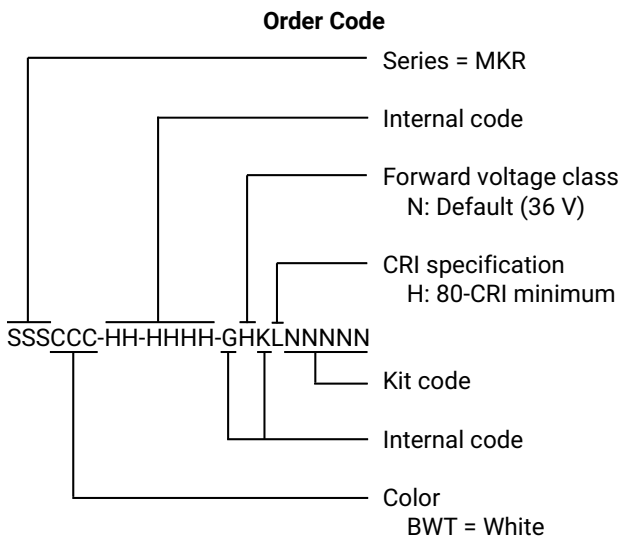 Order Code
Series = MKR
Internal code
Forward voltage class
N: Default (36 V)
CRI specification
H: 80-CRI minimum
SSSCCC-HH-HHHH-GHKLNNNNN
Kit code
Internal code
Color
BWT = White